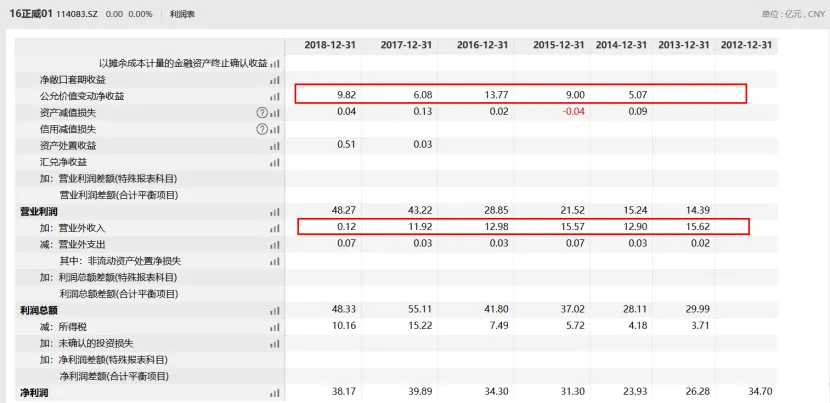 16正威01 114083.SZ 0.00 0.00% 利润表 单位 : 亿元 , CNY
2018-12-31 2017-12-31 2016-12-31 2015-12-31 2014-12-31 2013-12-31 2012-12-31
以摊余成本计量的金融资产终止确认收益
净敞口套期收益
公允价值变动净收益 9.82 6.08 13.77 9.00 5.07
资产减值损失 ? 0.04 0.13 0.02 -0.04 0.09
信用减值损失 ?
资产处置收益 0.51 0.03
汇兑净收益
加: 营业利润差额(特殊报表科目)
营业利润差额(合计平衡项目)
营业利润 48.27 43.22 28.85 21.52 15.24 14.39
加: 营业外收入 0.12 11.92 12.98 15.57 12.90 15.62
减: 营业外支出 0.07 0.03 0.03 0.07 0.03 0.02
其中: 非流动资产处置净损失
加: 利润总额差额(特殊报表科目)
利润总额差额(合计平衡项目)
利润总额 48.33 55.11 41.80 37.02 28.11 29.99
减: 所得税 10.16 15.22 7.49 5.72 4.18 3.71
加: 未确认的投资损失
加: 净利润差额(特殊报表科目)
净利润差额(合计平衡项目)
净利润 38.17 39.89 34.30 31.30 23.93 26.28 34.70